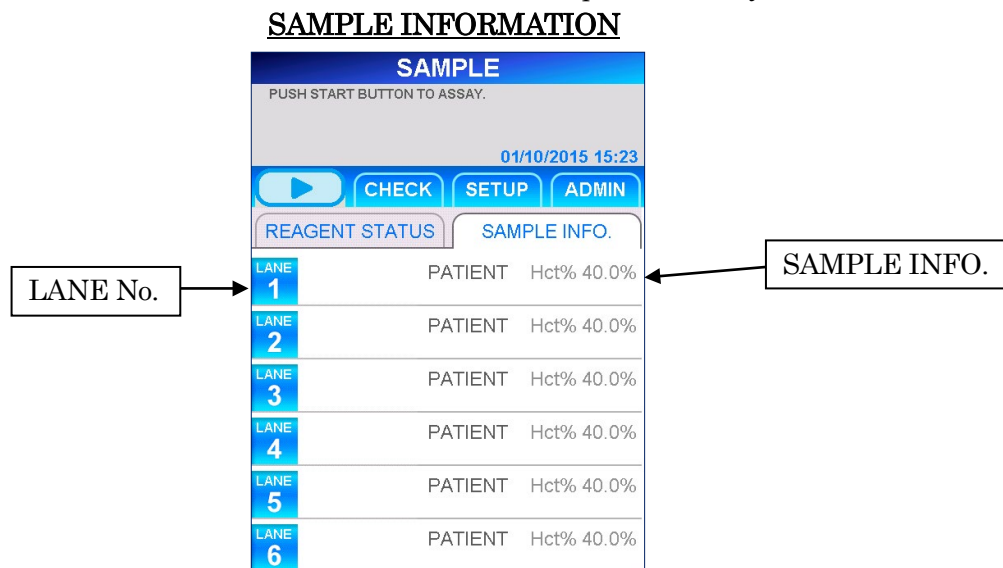 SAMPLE INFORMATION
SAMPLE
PUSH START BUTTON TO ASSAY.
01/10/2015 15:23
CHECK SETUP ADMIN
REAGENT STATUS SAMPLE INFO.
LANE No.
SAMPLE INFO.
LANE
1 PATIENT Hct% 40.0%
LANE
2 PATIENT Hct% 40.0%
LANE
3 PATIENT Hct% 40.0%
LANE
4 PATIENT Hct% 40.0%
LANE
5 PATIENT Hct% 40.0%
LANE
6 PATIENT Hct% 40.0%